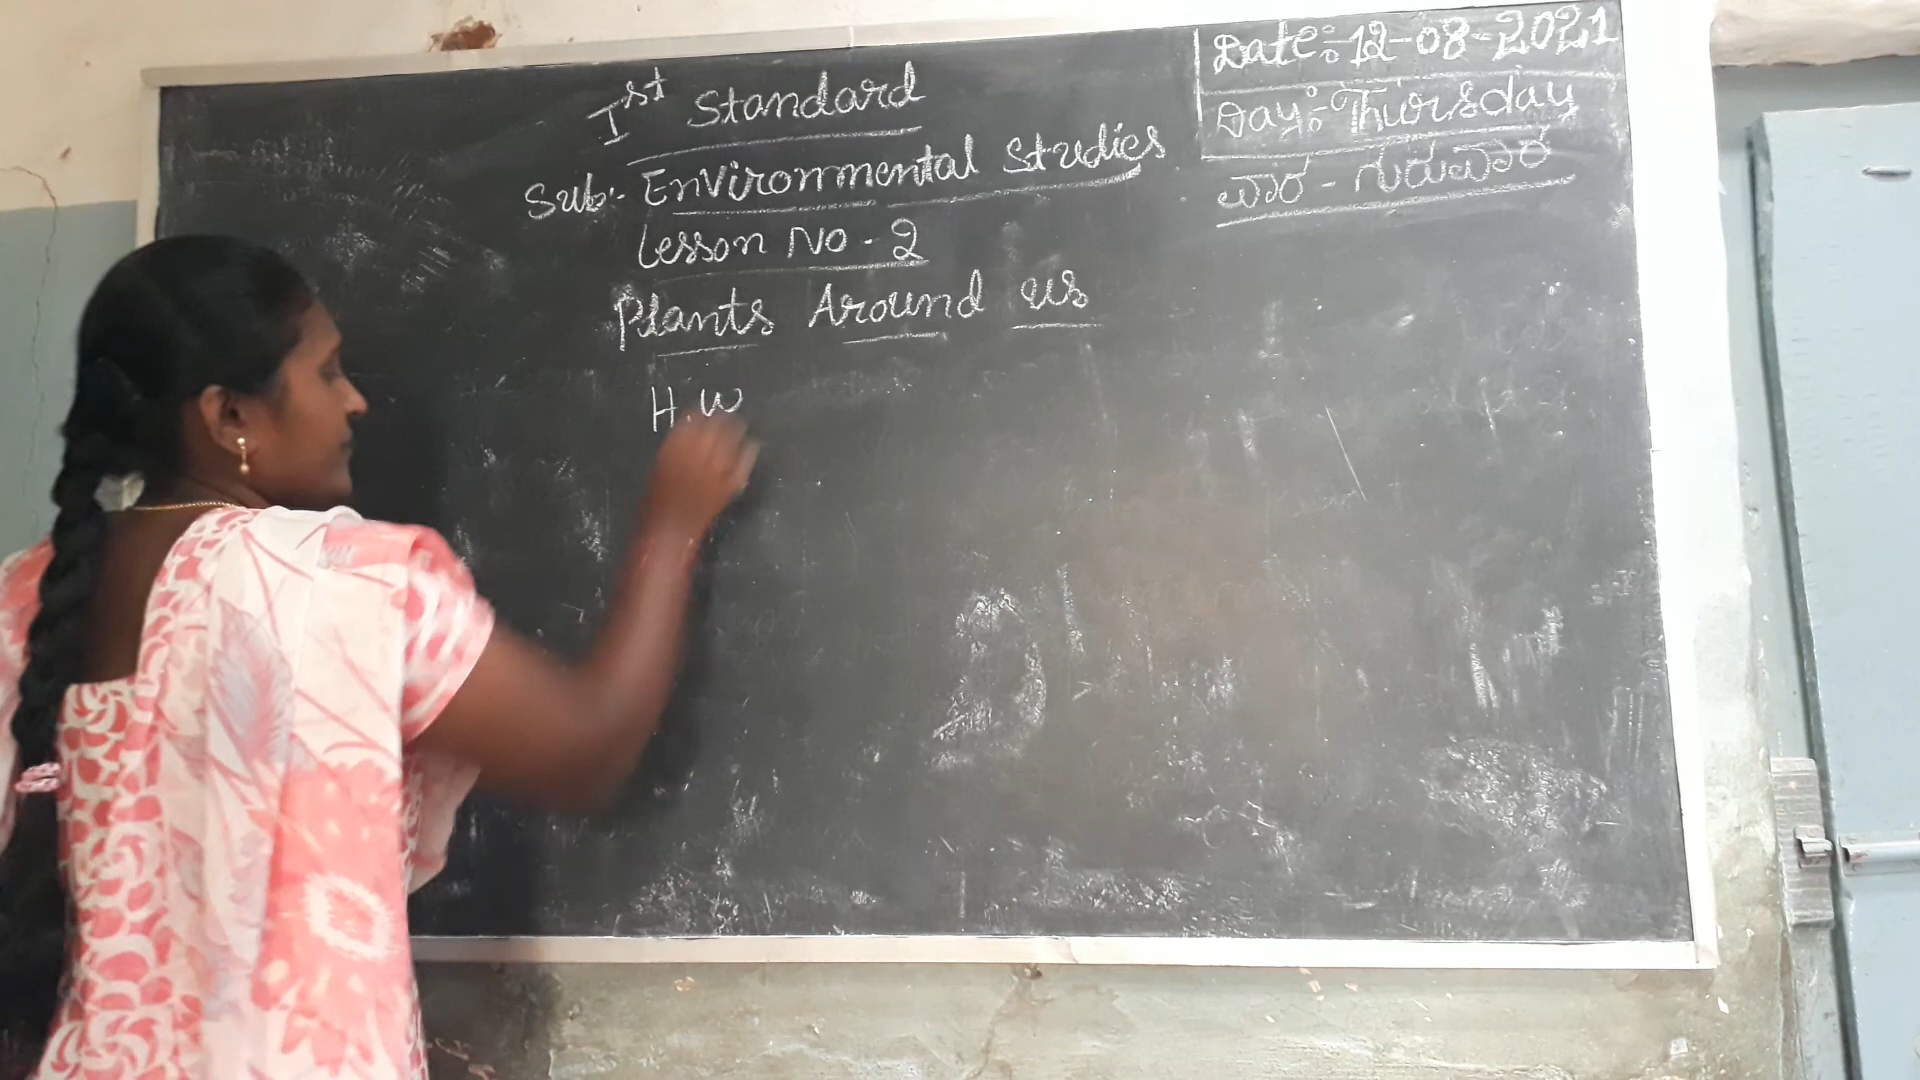 Date:- 12-08-2021
Day:- Thursday
ವಾರ - ಗುರುವಾರ
Ist Standard
Sub:- Environmental Studies
Lesson No - 2
Plants Around us
H.W